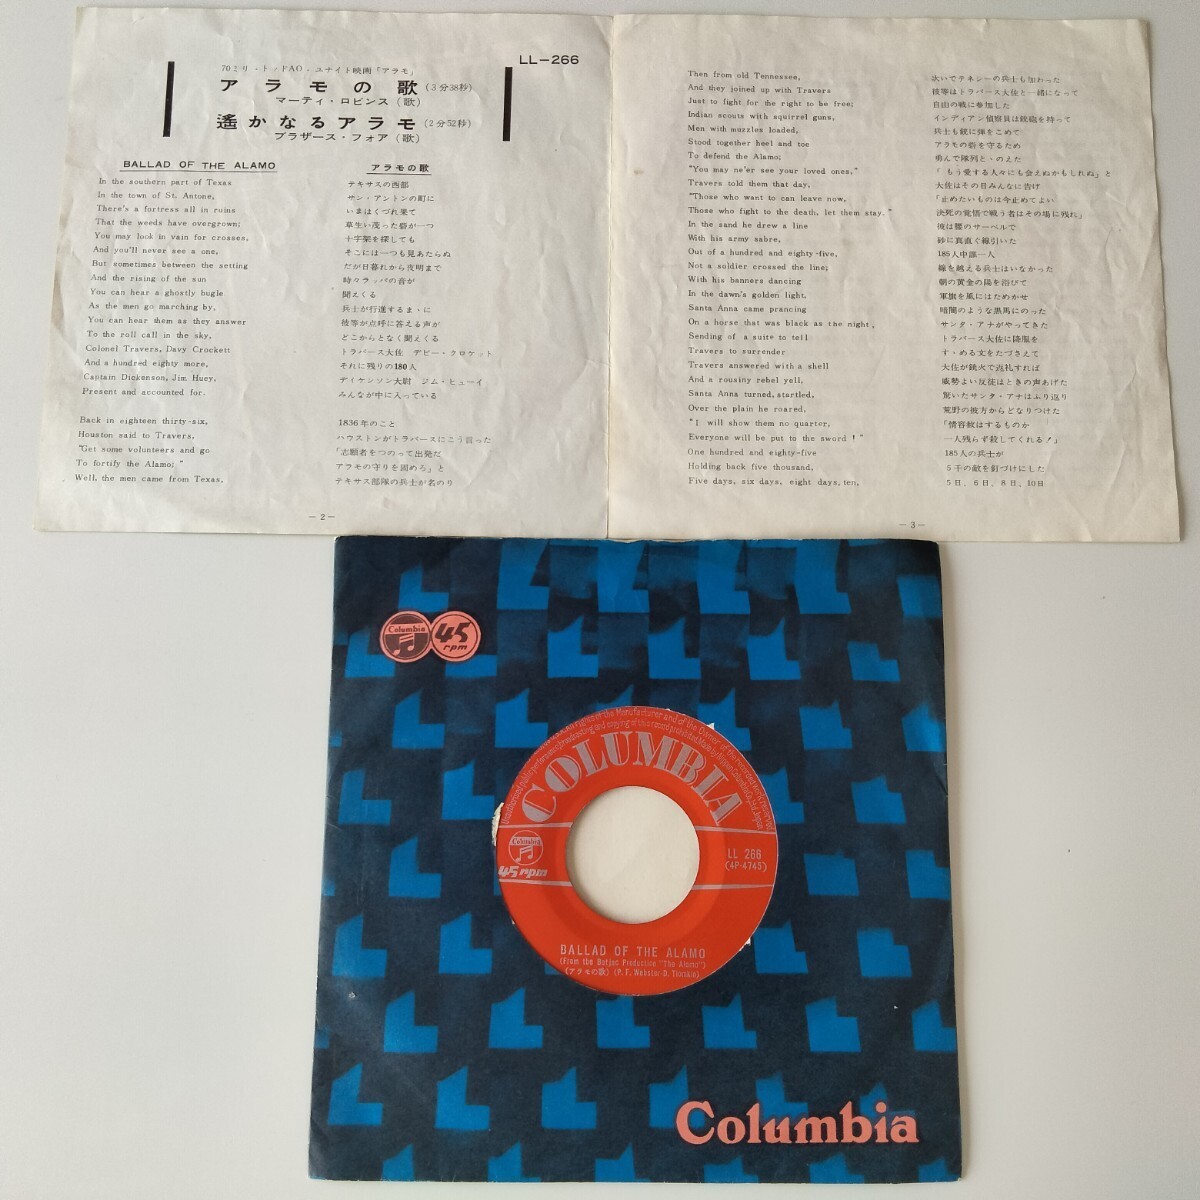 LL-266
70ミリ・トッドAO・ユナイト映画「アラモ」
アラモの歌(3分38秒)
マーティ・ロビンス(歌)
遙かなるアラモ(2分52秒)
ブラザース・フォア(歌)
BALLAD OF THE ALAMO
In the southern part of Texas
In the town of St. Antone,
There's a fortress all in ruins
That the weeds have overgrown;
You may look in vain for crosses,
And you'll never see a one,
But sometimes between the setting
And the rising of the sun
You can hear a ghostly bugle
As the men go marching by,
You can hear them as they answer
To the roll call in the sky,
Colonel Travers, Davy Crockett
And a hundred eighty more,
Captain Dickenson, Jim Huey,
Present and accounted for.
Back in eighteen thirty-six,
Houston said to Travers,
"Get some volunteers and go
To fortify the Alamo;"
Well, the men came from Texas,
アラモの歌
テキサスの西部
サン・アントンの町に
いまはくづれ果て
草生い茂った砦が一つ
十字架を探しても
そこには一つも見あたらぬ
だが日暮れから夜明まで
時々ラッパの音が
聞えくる
兵士が行進するまゝに
彼等が点呼に答える声が
どこからとなく聞えくる
トラバース大佐 デビー・クロケット
それに残りの180人
ディケンソン大尉 ジム・ヒューイ
みんなが中に入っている
1836年のこと
ハウストンがトラバースにこう言った
「志願者をつのって出発だ
アラモの守りを固めろ」と
テキサス部隊の兵士が名のり
-2-
Then from old Tennessee,
And they joined up with Travers
Just to fight for the right to be free;
Indian scouts with squirrel guns,
Men with muzzles loaded,
Stood together heel and toe
To defend the Alamo;
"You may ne'er see your loved ones,"
Travers told them that day,
"Those who want to can leave now,
Those who fight to the death, let them stay."
In the sand he drew a line
With his army sabre,
Out of a hundred and eighty-five,
Not a soldier crossed the line;
With his banners dancing
In the dawn's golden light,
Santa Anna came prancing
On a horse that was black as the night,
Sending of a suite to tell
Travers to surrender
Travers answered with a shell
And a rousiny rebel yell,
Santa Anna turned, startled,
Over the plain he roared,
"I will show them no quarter,
Everyone will be put to the sword!"
One hundred and eighty-five
Holding back five thousand,
Five days, six days, eight days, ten,
次いでテネシーの兵士も加わった
彼等はトラバース大佐と一緒になって
自由の戦に参加した
インディアン偵察員は銃砲を持って
兵士も銃に弾をこめて
アラモの砦を守るため
勇んで隊列とゝのえた
「もう愛する人々にも会えぬかもしれぬ」と
大佐はその日みんなに告げ
「止めたいものは今止めてよい
決死の覚悟で戦う者はその場に残れ」
彼は腰のサーベルで
砂に真直ぐ線引いた
185人中誰一人
線を越える兵士はいなかった
朝の黄金の陽を浴びて
軍旗を風にはためかせ
暗闇のような黒馬にのった
サンタ・アナがやってきた
トラバース大佐に降服を
すゝめる文をたづさえて
大佐が銃火で返礼すれば
威勢よい反徒はときの声あげた
驚いたサンタ・アナはふり返り
荒野の彼方からどなりつけた
「情容赦はするものか
一人残らず殺してくれる!」
185人の兵士が
5千の敵を釘づけにした
5日、6日、8日、10日
-3-
Columbia
45
rpm
COLUMBIA
Columbia
45 rpm
LL 266
(4P-4745)
BALLAD OF THE ALAMO
(From the Batjac Production "The Alamo")
(アラモの歌) (P. F. Webster-D. Tiomkin)
Columbia